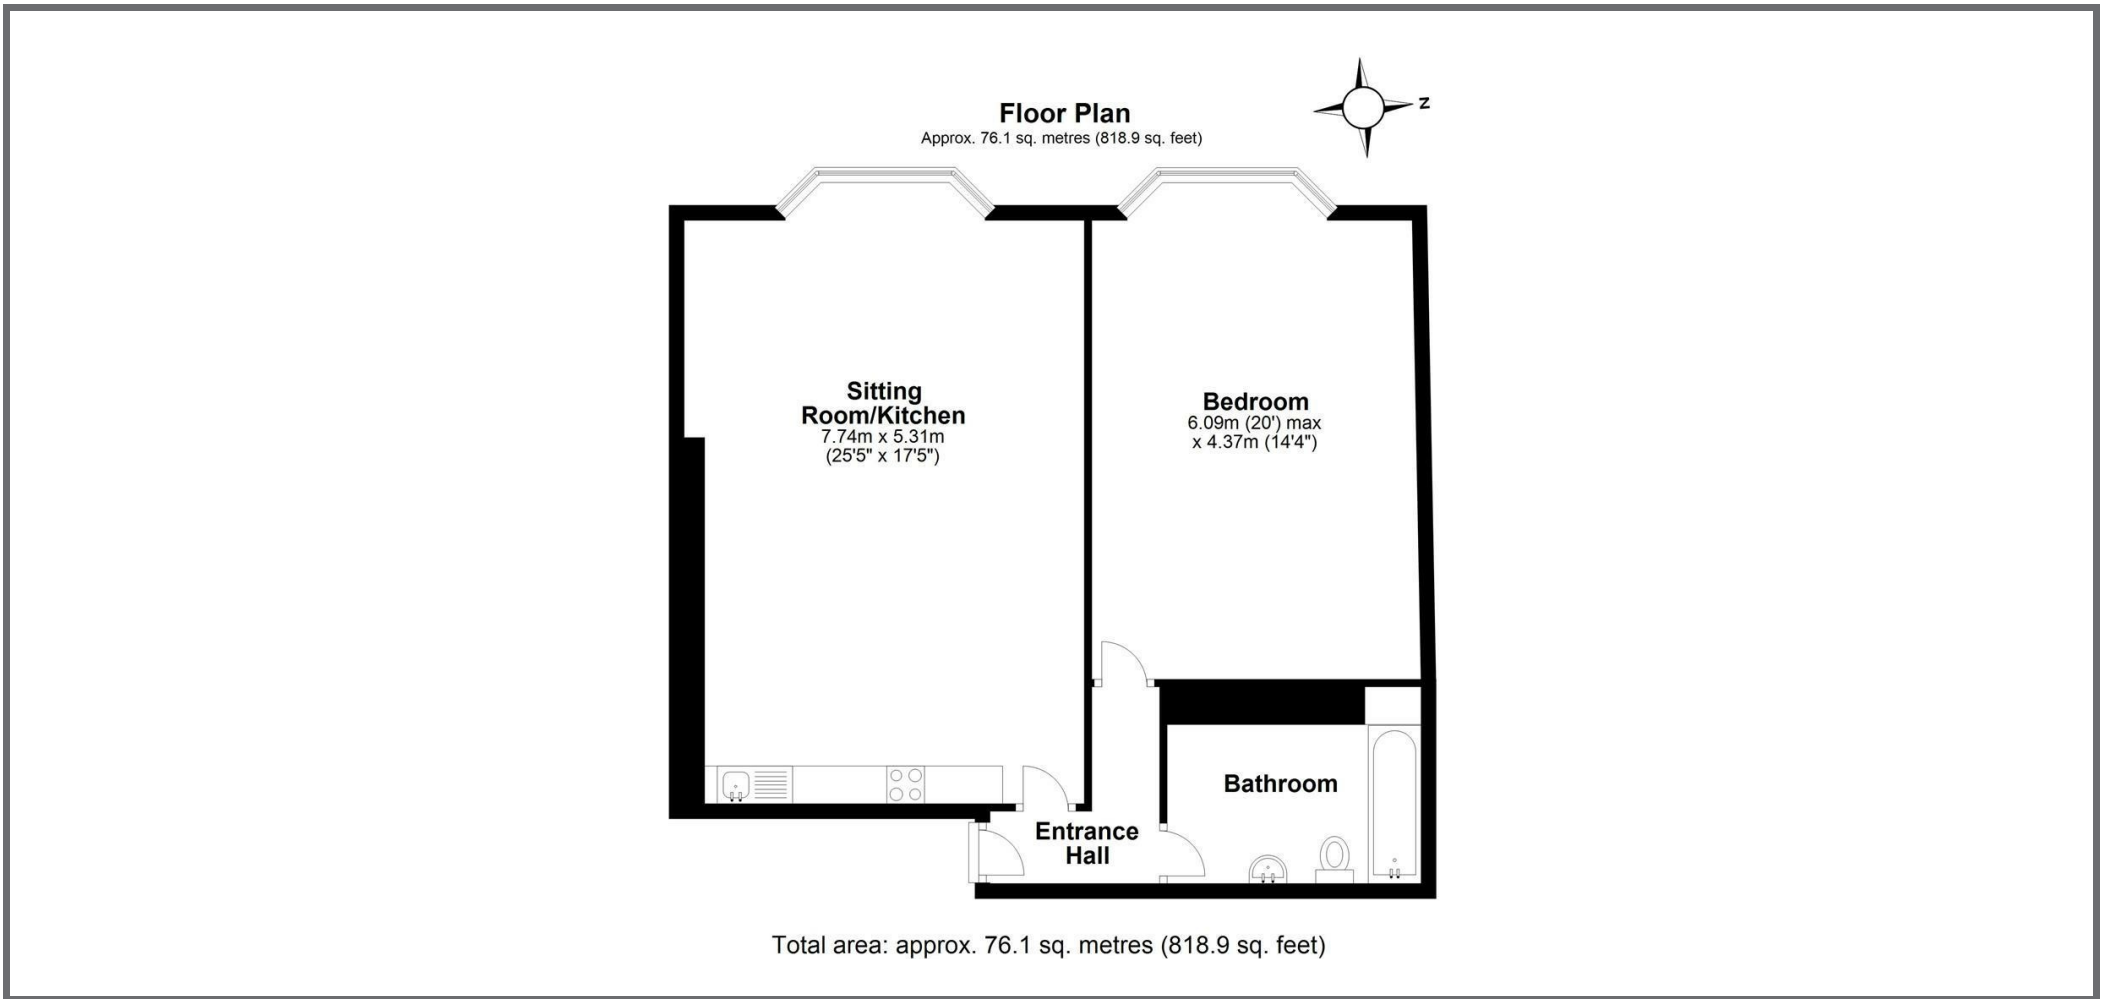 Floor Plan
Approx. 76.1 sq. metres (818.9 sq. feet)
N
Sitting
Room/Kitchen
7.74m x 5.31m
(25'5" x 17'5")
Bedroom
6.09m (20') max
x 4.37m (14'4")
Bathroom
Entrance
Hall
Total area: approx. 76.1 sq. metres (818.9 sq. feet)